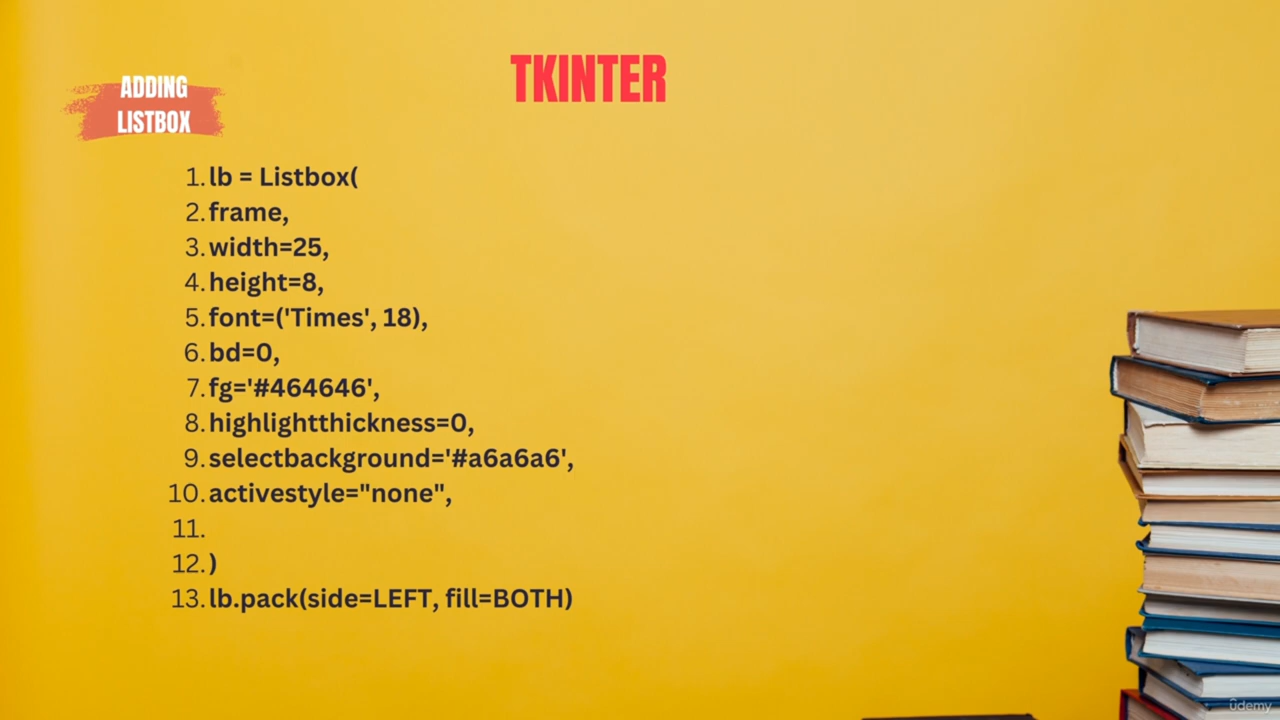 TKINTER
ADDING
LISTBOX
1. lb = Listbox(
2. frame,
3. width=25,
4. height=8,
5. font=('Times', 18),
6. bd=0,
7. fg='#464646',
8. highlightthickness=0,
9. selectbackground='#a6a6a6',
10. activestyle="none",
11.
12. )
13. lb.pack(side=LEFT, fill=BOTH)
ûdemy